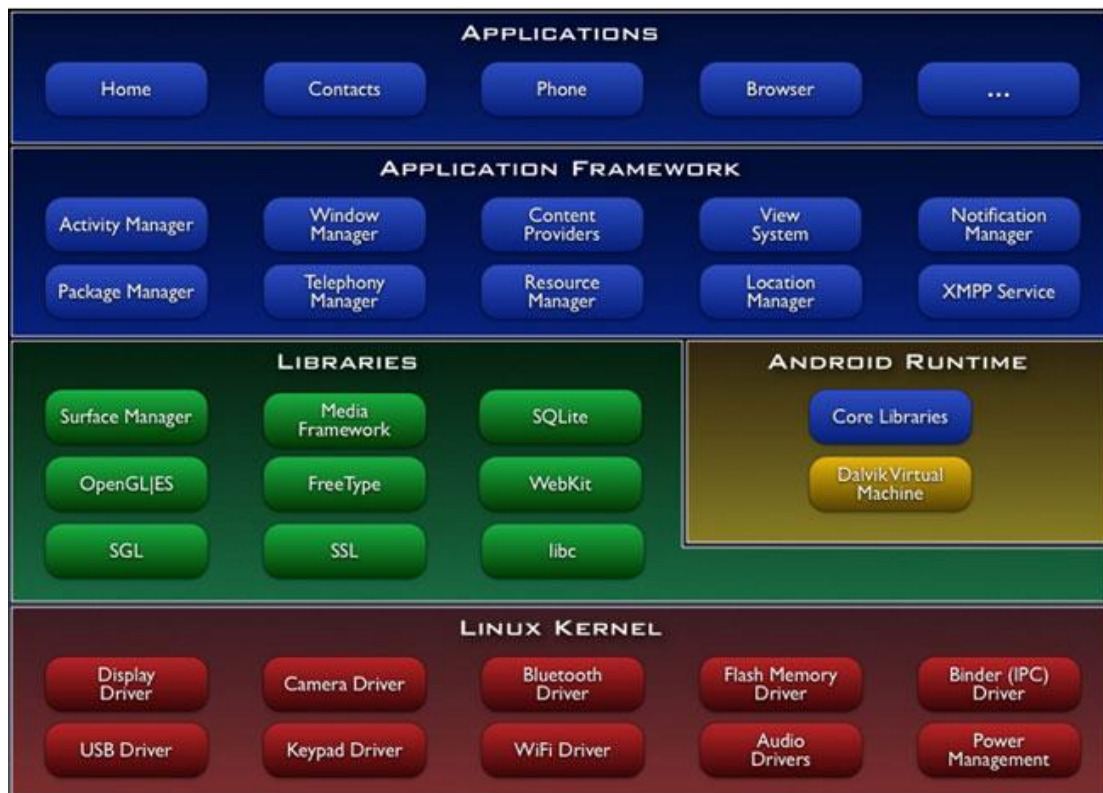 APPLICATIONS
Home
Contacts
Phone
Browser
...
APPLICATION FRAMEWORK
Activity Manager
Window
Manager
Content
Providers
View
System
Notification
Manager
Package Manager
Telephony
Manager
Resource
Manager
Location
Manager
XMPP Service
LIBRARIES
Surface Manager
Media
Framework
SQLite
OpenGL|ES
FreeType
WebKit
SGL
SSL
libc
ANDROID RUNTIME
Core Libraries
Dalvik Virtual
Machine
LINUX KERNEL
Display
Driver
Camera Driver
Bluetooth
Driver
Flash Memory
Driver
Binder (IPC)
Driver
USB Driver
Keypad Driver
WiFi Driver
Audio
Drivers
Power
Management